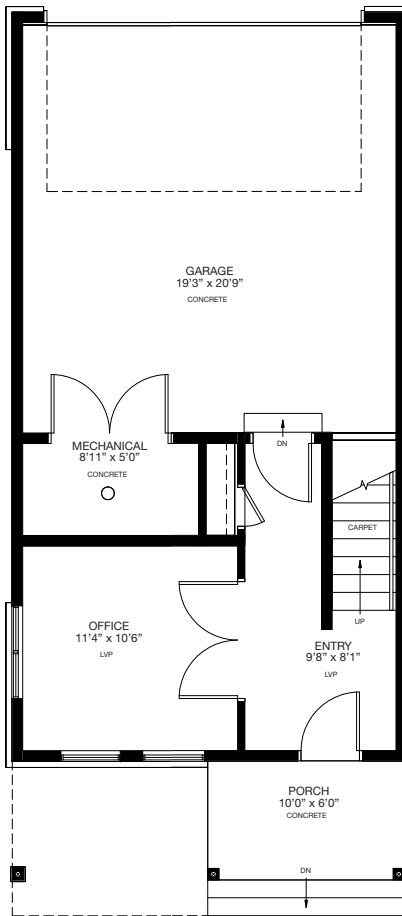 GARAGE
19'3” x 20'9”
CONCRETE
DN
MECHANICAL
8'11” x 5'0”
CONCRETE
CARPET
UP
OFFICE
11'4” x 10'6”
LVP
ENTRY
9'8” x 8'1”
LVP
PORCH
10'0” x 6'0”
CONCRETE
DN